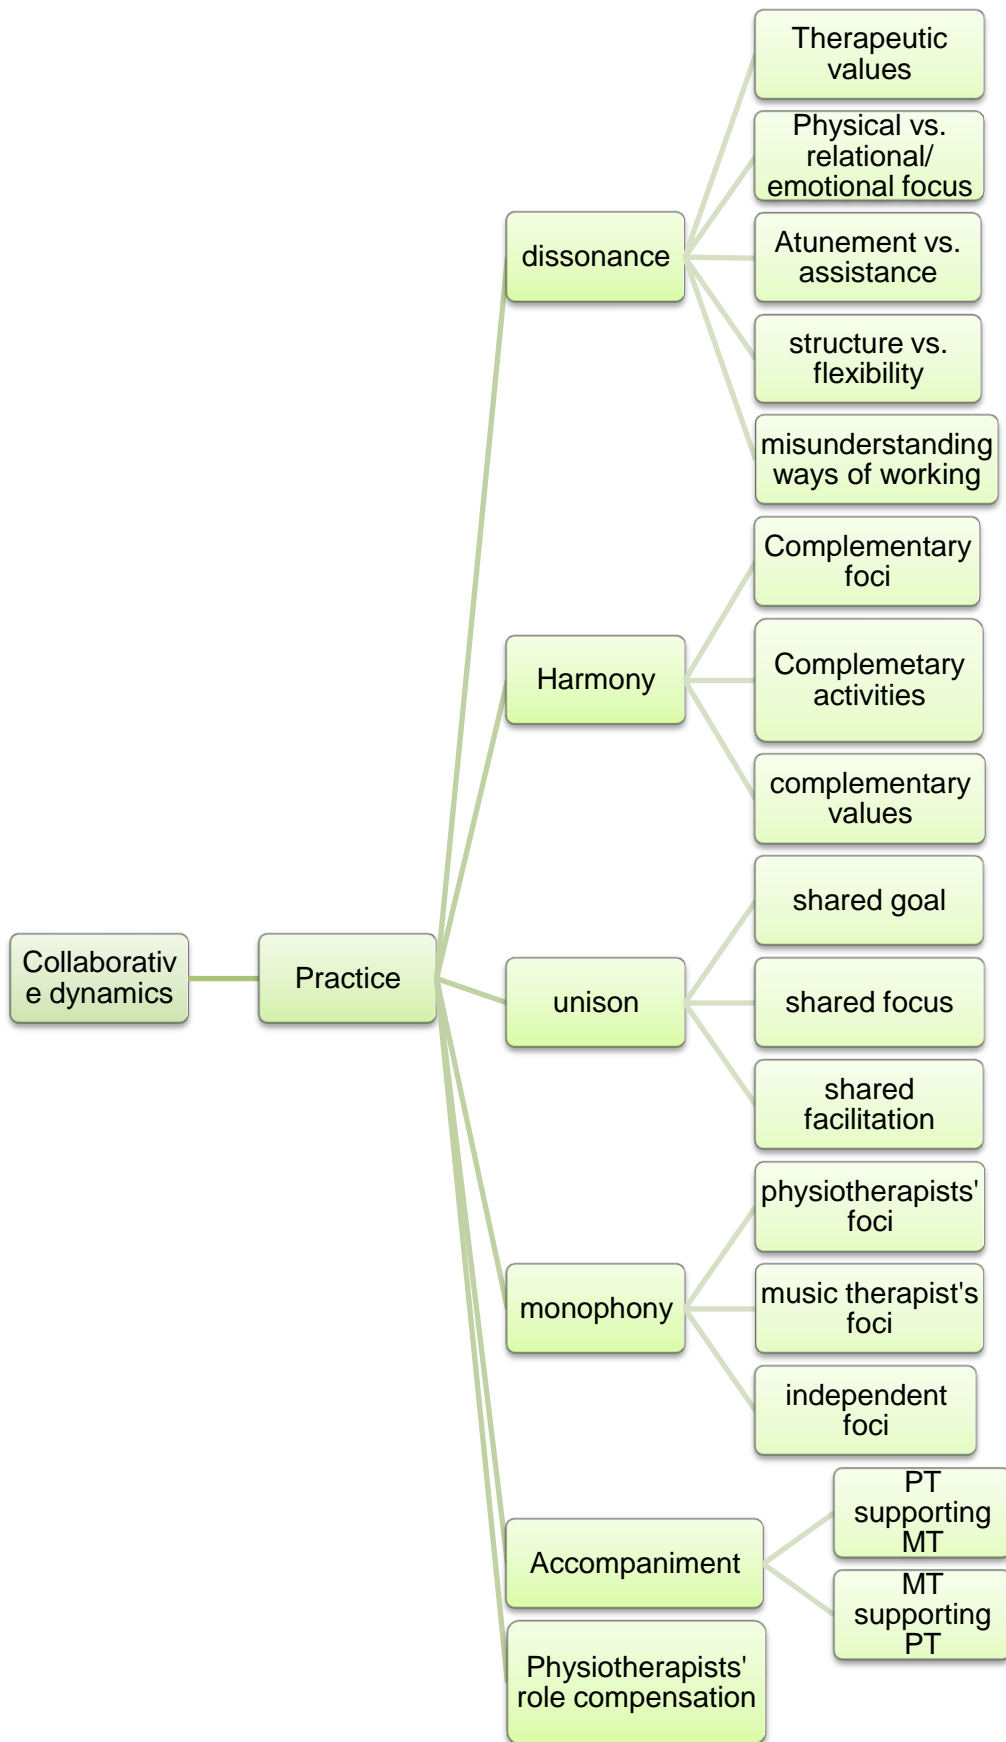 Therapeutic
values
Physical vs.
relational/
emotional focus
dissonance
Atunement vs.
assistance
structure vs.
flexibility
misunderstanding
ways of working
Complementary
foci
Harmony
Complemetary
activities
complementary
values
shared goal
Collaborativ
e dynamics
Practice
unison
shared focus
shared
facilitation
physiotherapists'
foci
monophony
music therapist's
foci
independent
foci
PT
supporting
MT
Accompaniment
MT
supporting
PT
Physiotherapists'
role compensation